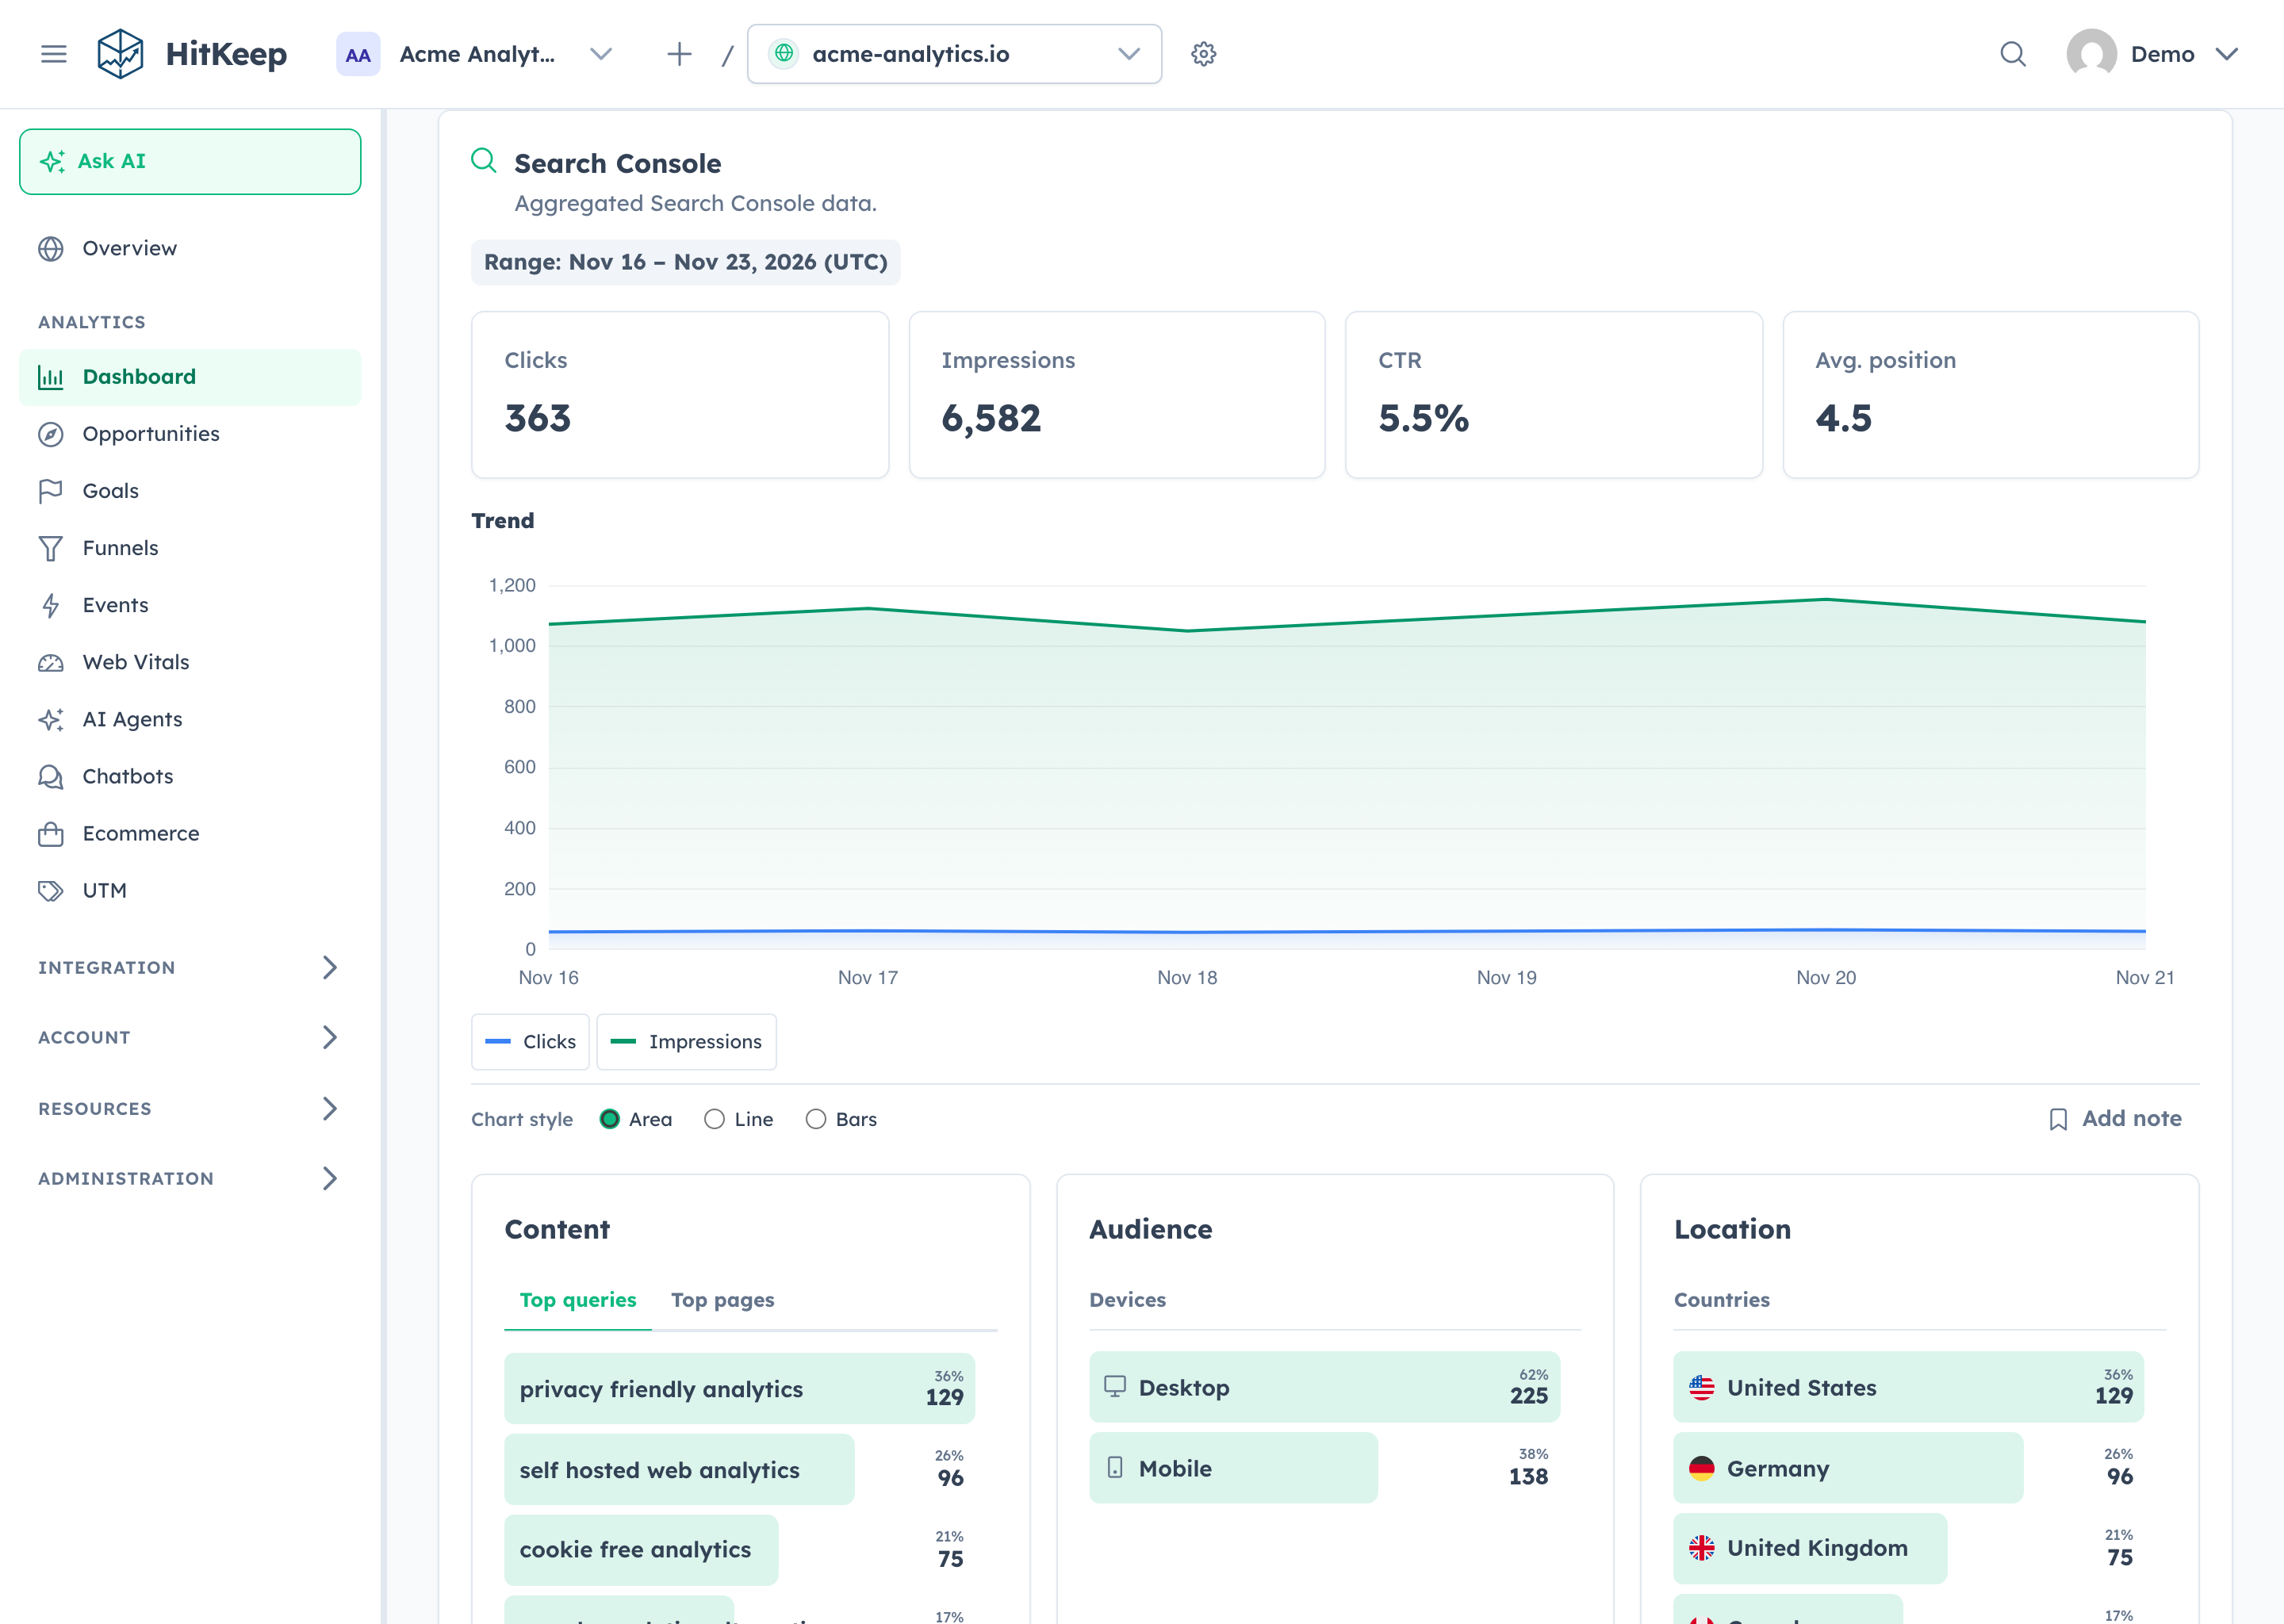 HitKeep
AA
Acme Analyt...
/
acme-analytics.io
Demo
Ask AI
Overview
ANALYTICS
Dashboard
Opportunities
Goals
Funnels
Events
Web Vitals
AI Agents
Chatbots
Ecommerce
UTM
INTEGRATION
ACCOUNT
RESOURCES
ADMINISTRATION
Search Console
Aggregated Search Console data.
Range: Nov 16 – Nov 23, 2026 (UTC)
Clicks
363
Impressions
6,582
CTR
5.5%
Avg. position
4.5
Trend
1,200
1,000
800
600
400
200
0
Nov 16 Nov 17 Nov 18 Nov 19 Nov 20 Nov 21
Clicks Impressions
Chart style Area Line Bars
Add note
Content
Top queries Top pages
privacy friendly analytics 36% 129
self hosted web analytics 26% 96
cookie free analytics 21% 75
17%
Audience
Devices
Desktop 62% 225
Mobile 38% 138
Location
Countries
United States 36% 129
Germany 26% 96
United Kingdom 21% 75
17%